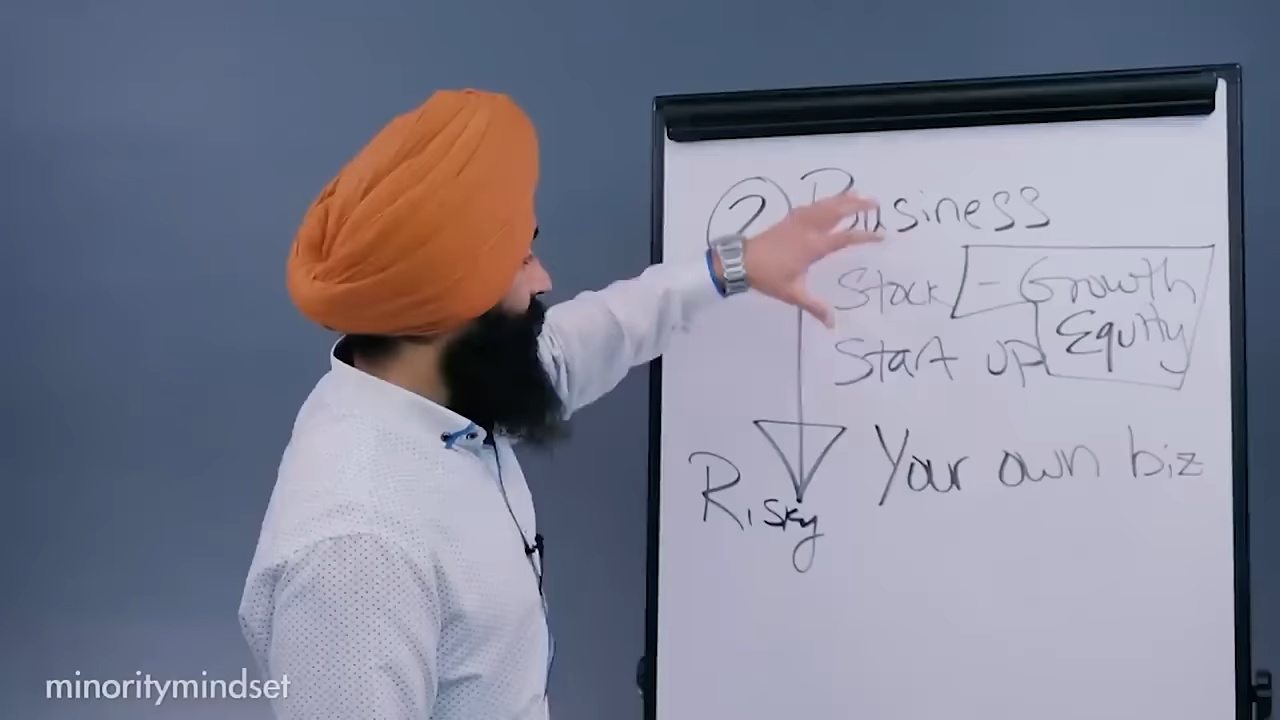 2 Business
Stock - Growth
Equity
Start up
Your own biz
Risky
minoritymindset